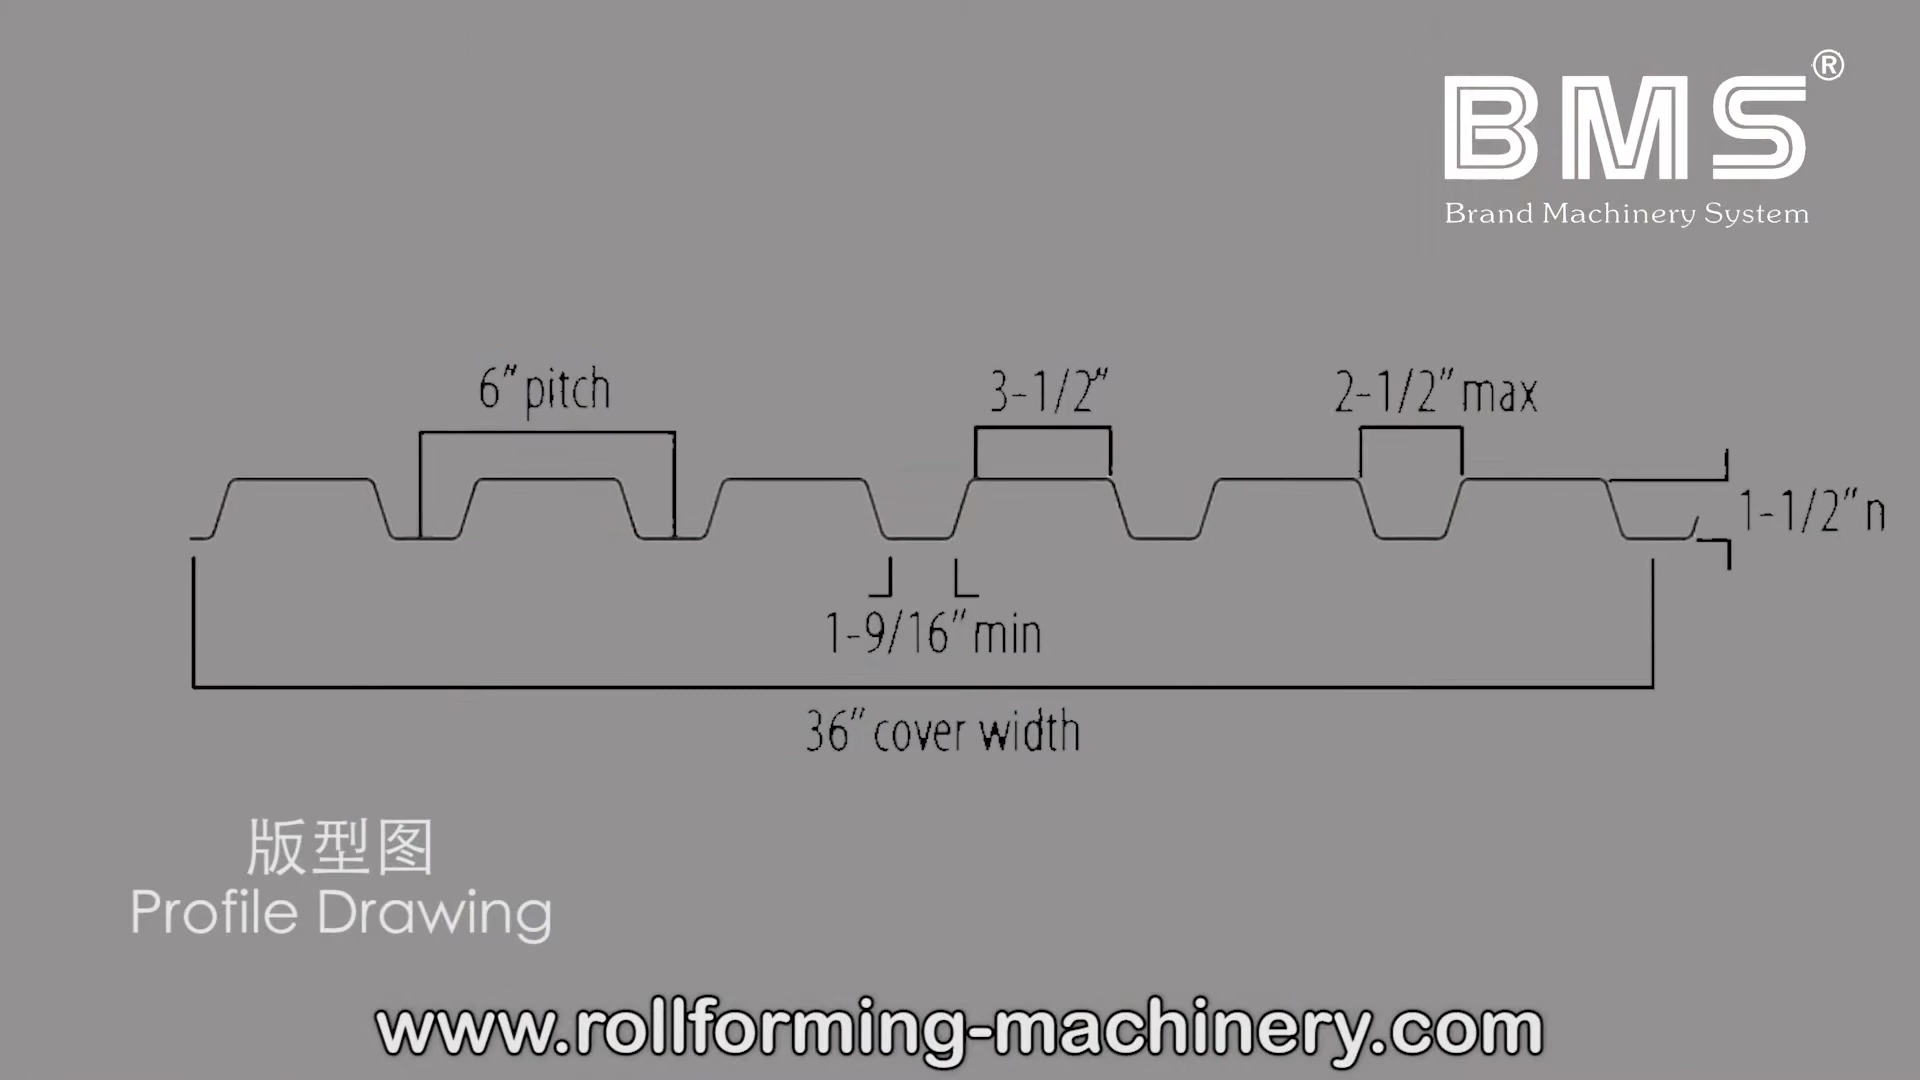 BMS®
Brand Machinery System
6" pitch
3-1/2"
2-1/2" max
1-1/2" n
1-9/16" min
36" cover width
版型图
Profile Drawing
www.rollforming-machinery.com